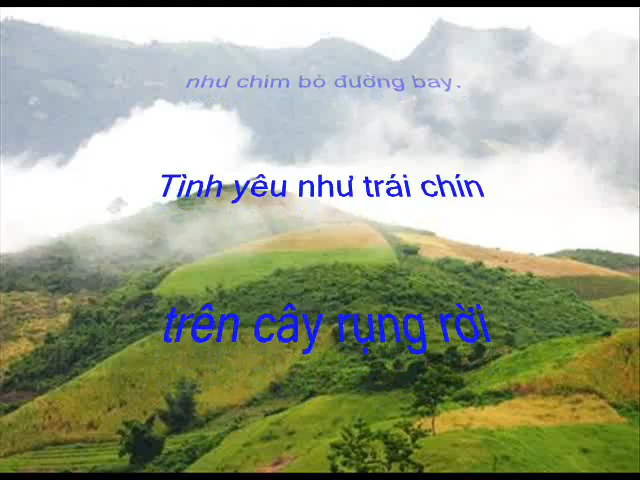 như chim bỏ đường bay.
Tình yêu như trái chín
trên cây rụng rời